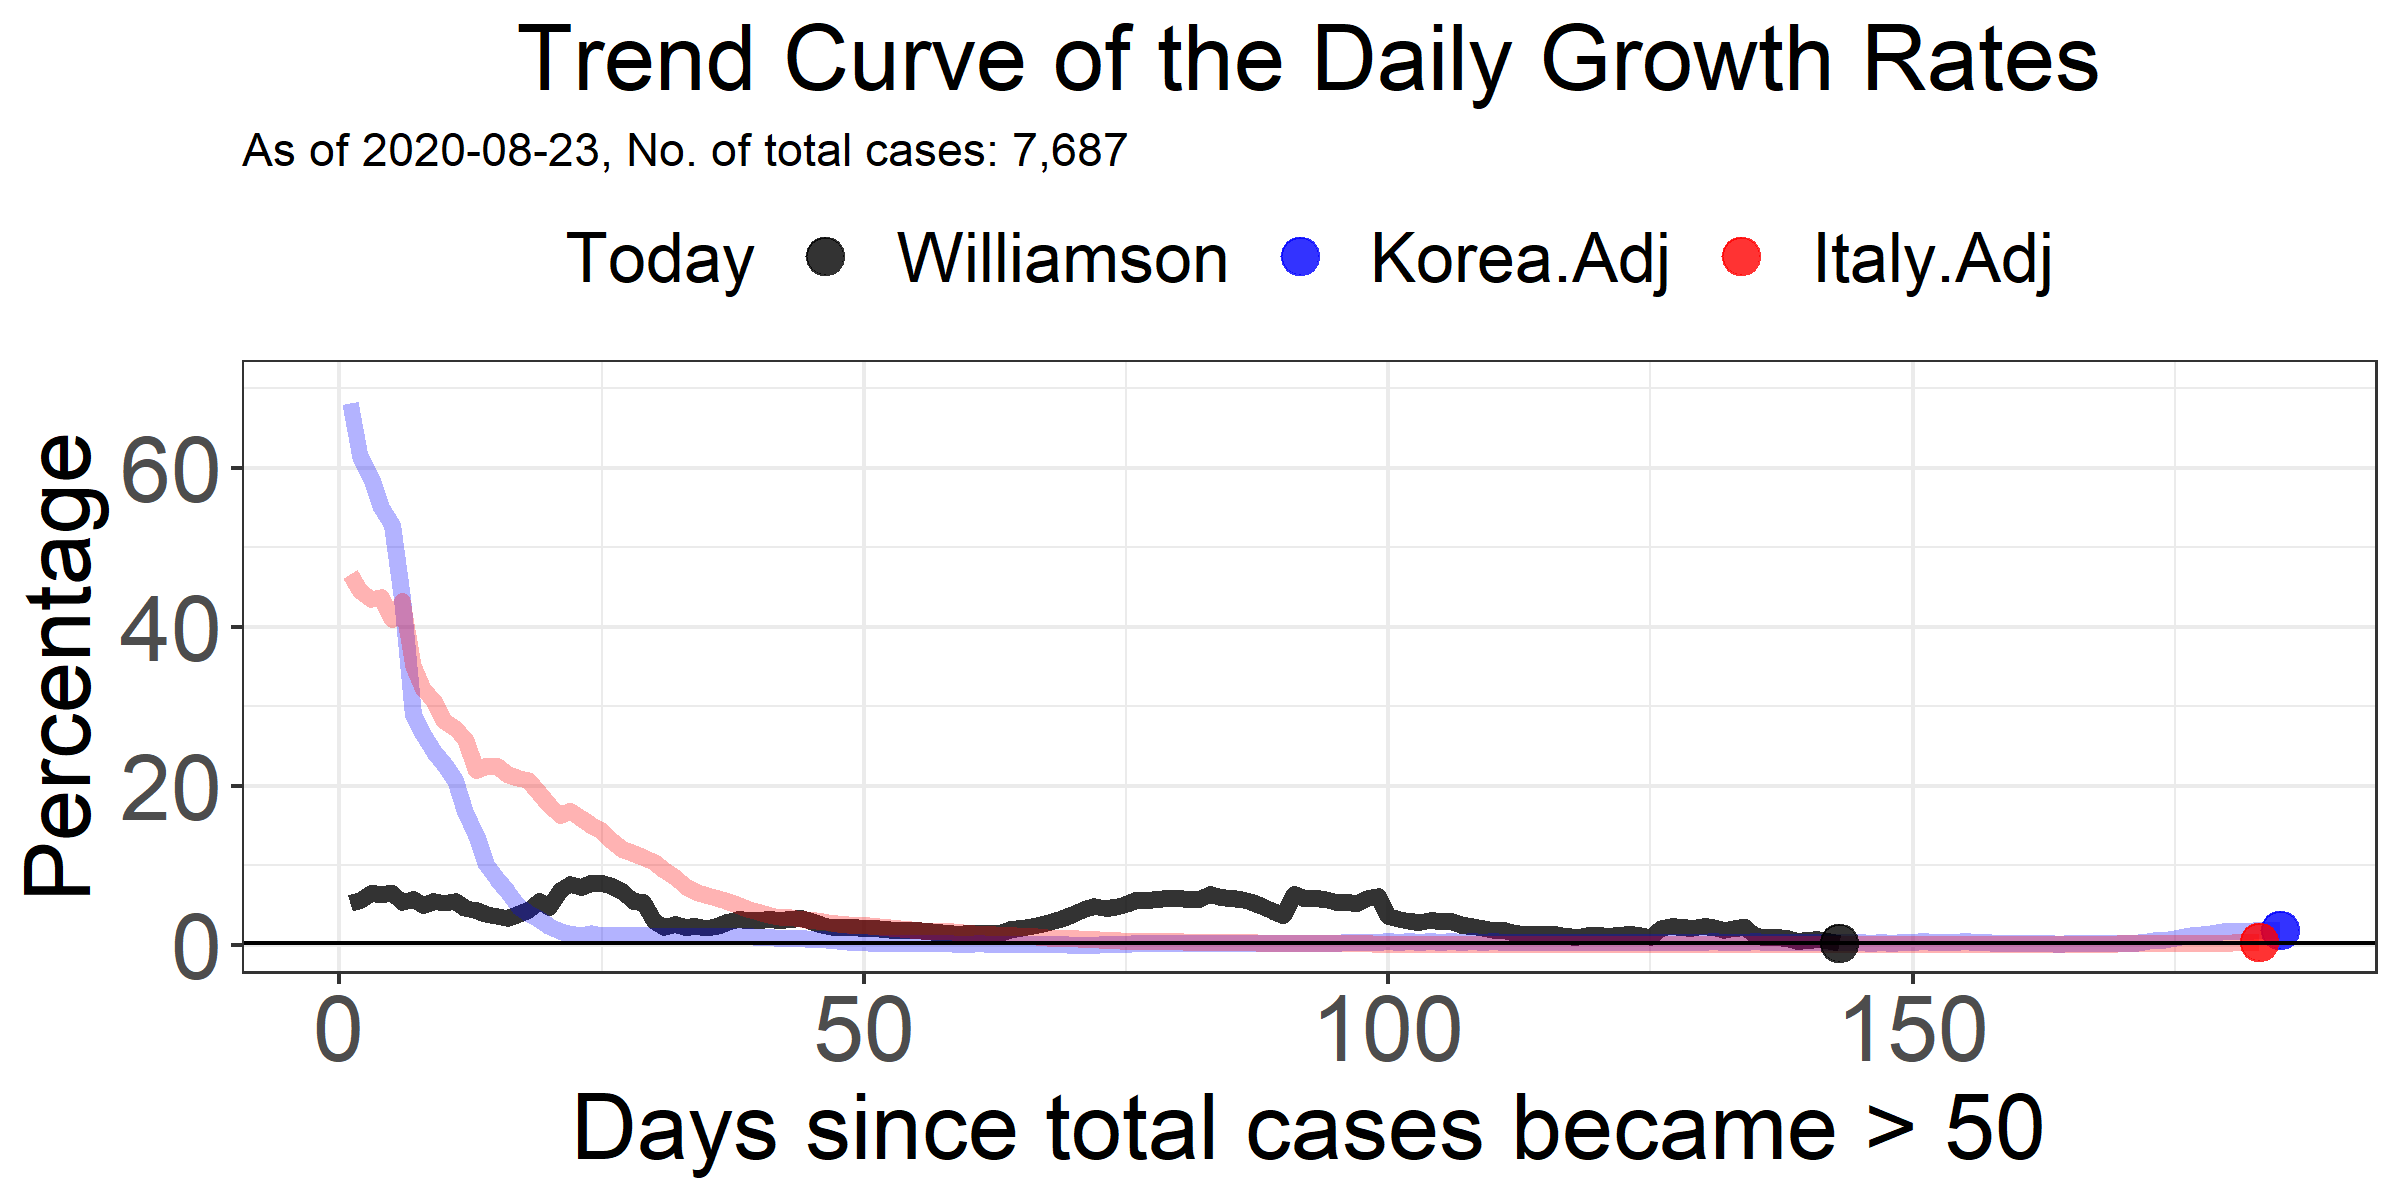 Trend Curve of the Daily Growth Rates
As of 2020-08-23, No. of total cases: 7,687
Today Williamson Korea.Adj Italy.Adj
Percentage
60
40
20
0
0 50 100 150
Days since total cases became > 50